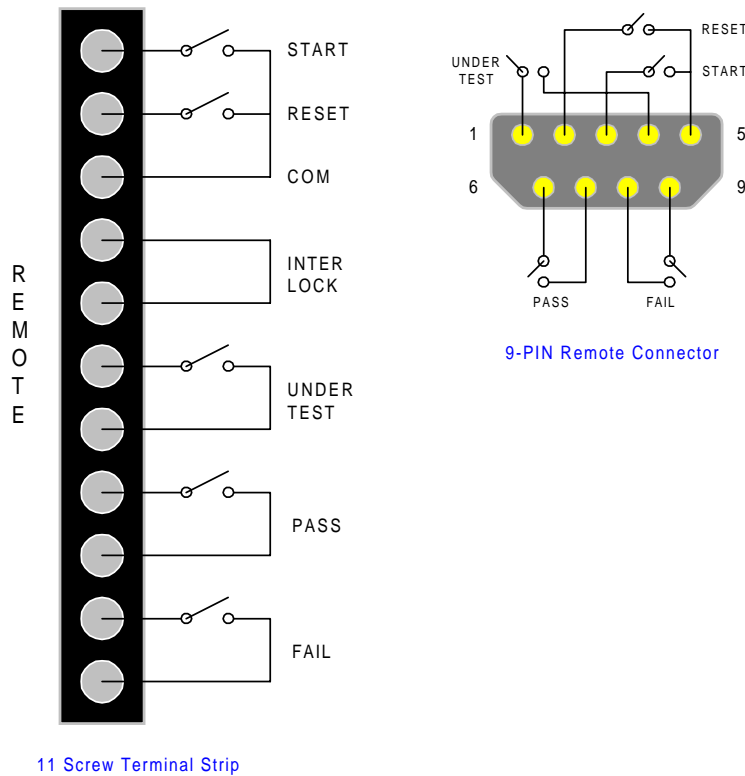 START
RESET
COM
INTER
LOCK
REMOTE
UNDER
TEST
PASS
FAIL
11 Screw Terminal Strip
RESET
START
UNDER
TEST
1
5
6
9
PASS
FAIL
9-PIN Remote Connector